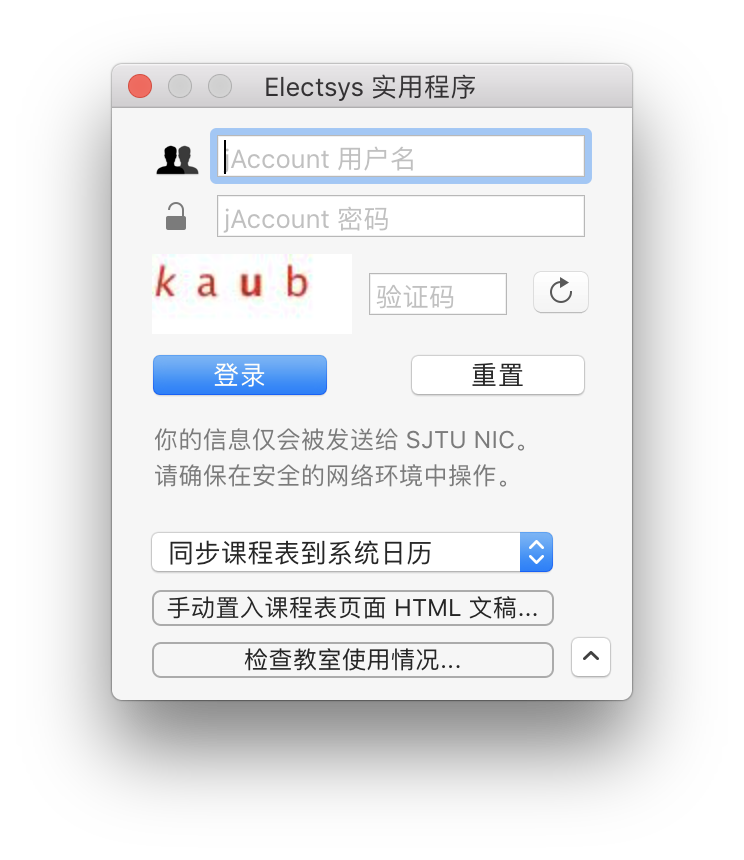 Electsys 实用程序
jAccount 用户名
jAccount 密码
k a u b
验证码
登录
重置
你的信息仅会被发送给 SJTU NIC。
请确保在安全的网络环境中操作。
同步课程表到系统日历
手动置入课程表页面 HTML 文稿...
检查教室使用情况...